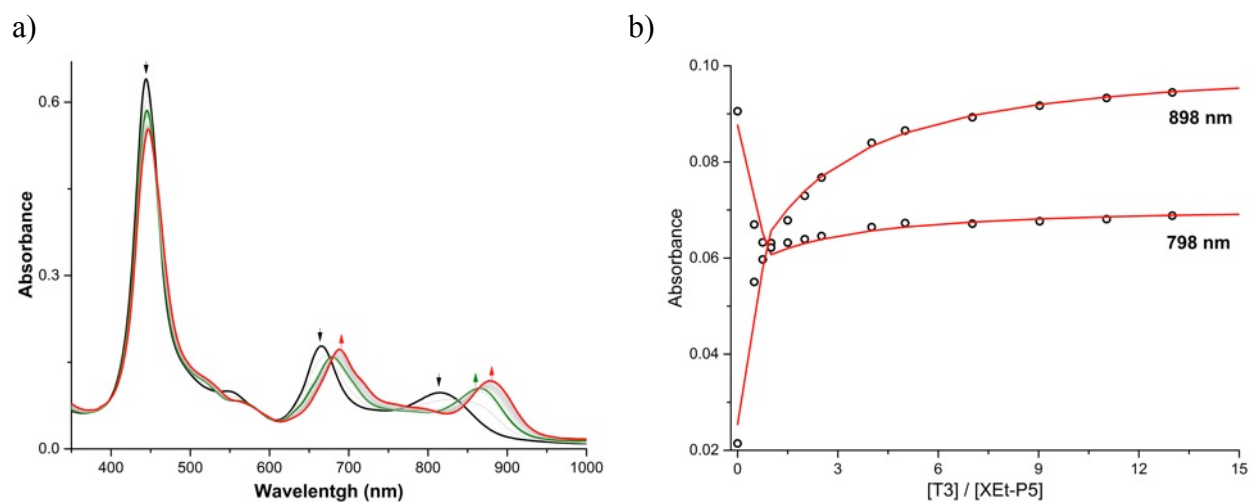 a)
Absorbance
0.6
0.3
0.0
400 500 600 700 800 900 1000
Wavelentgh (nm)
b)
Absorbance
0.10
0.08
0.06
0.04
0.02
898 nm
798 nm
0 3 6 9 12 15
[T3] / [XEt-P5]